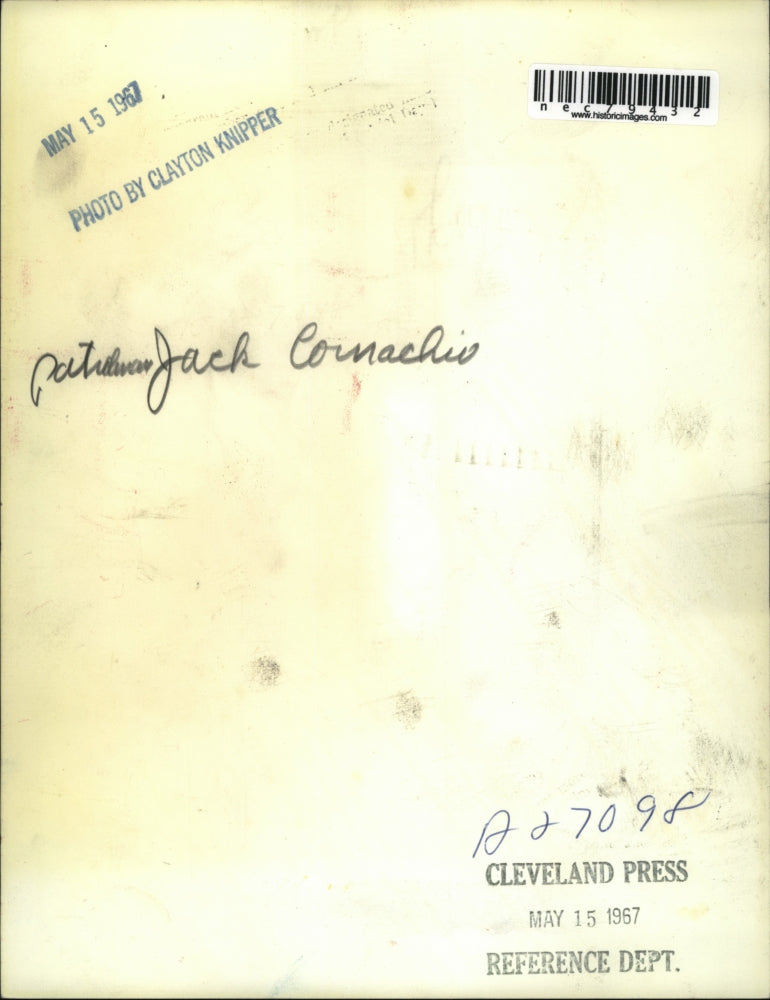 MAY 15 1967
PHOTO BY CLAYTON KNIPPER
nec79432
www.historicimages.com
patrolman Jack Cornachio
A27098
CLEVELAND PRESS
MAY 15 1967
REFERENCE DEPT.